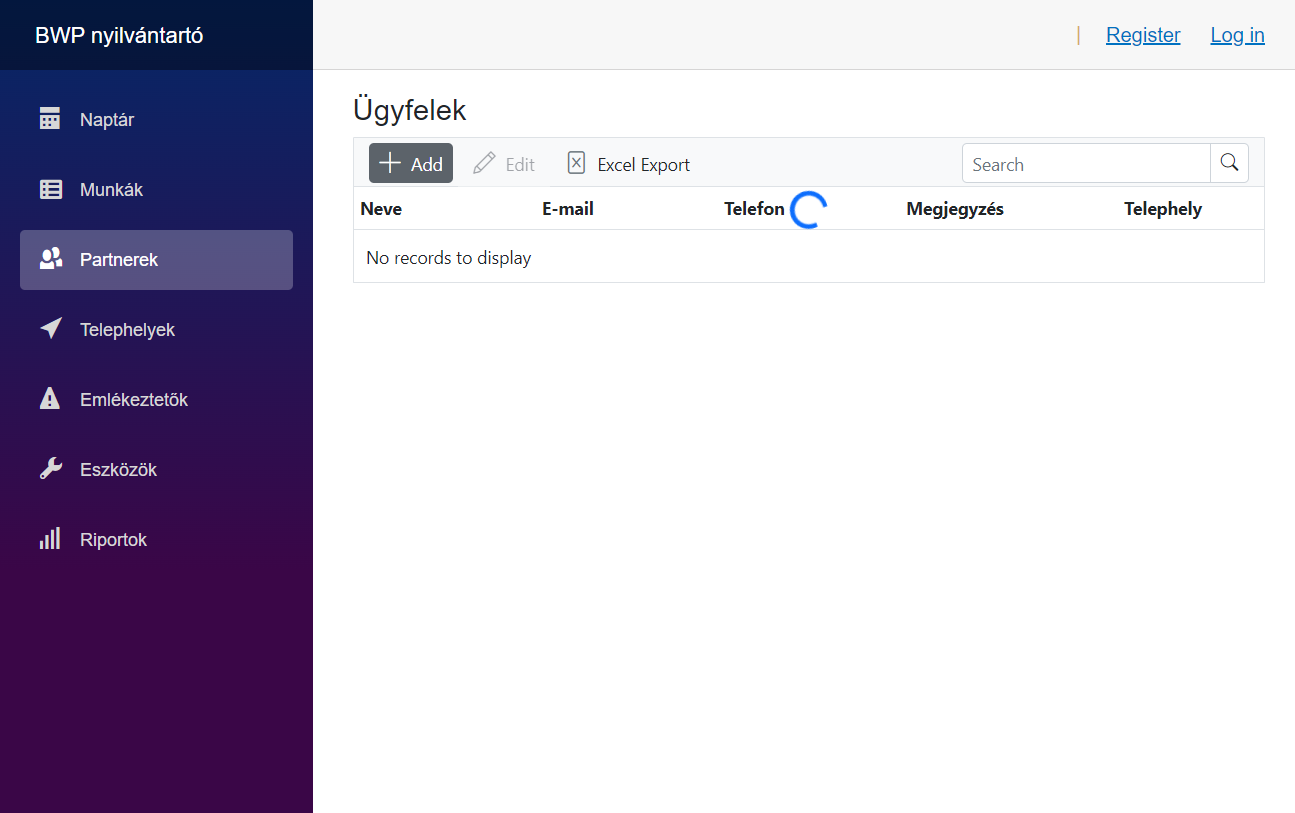 BWP nyilvántartó
| Register Log in
Naptár
Munkák
Partnerek
Telephelyek
Emlékeztetők
Eszközök
Riportok
Ügyfelek
Add Edit Excel Export Search
Neve E-mail Telefon Megjegyzés Telephely
No records to display